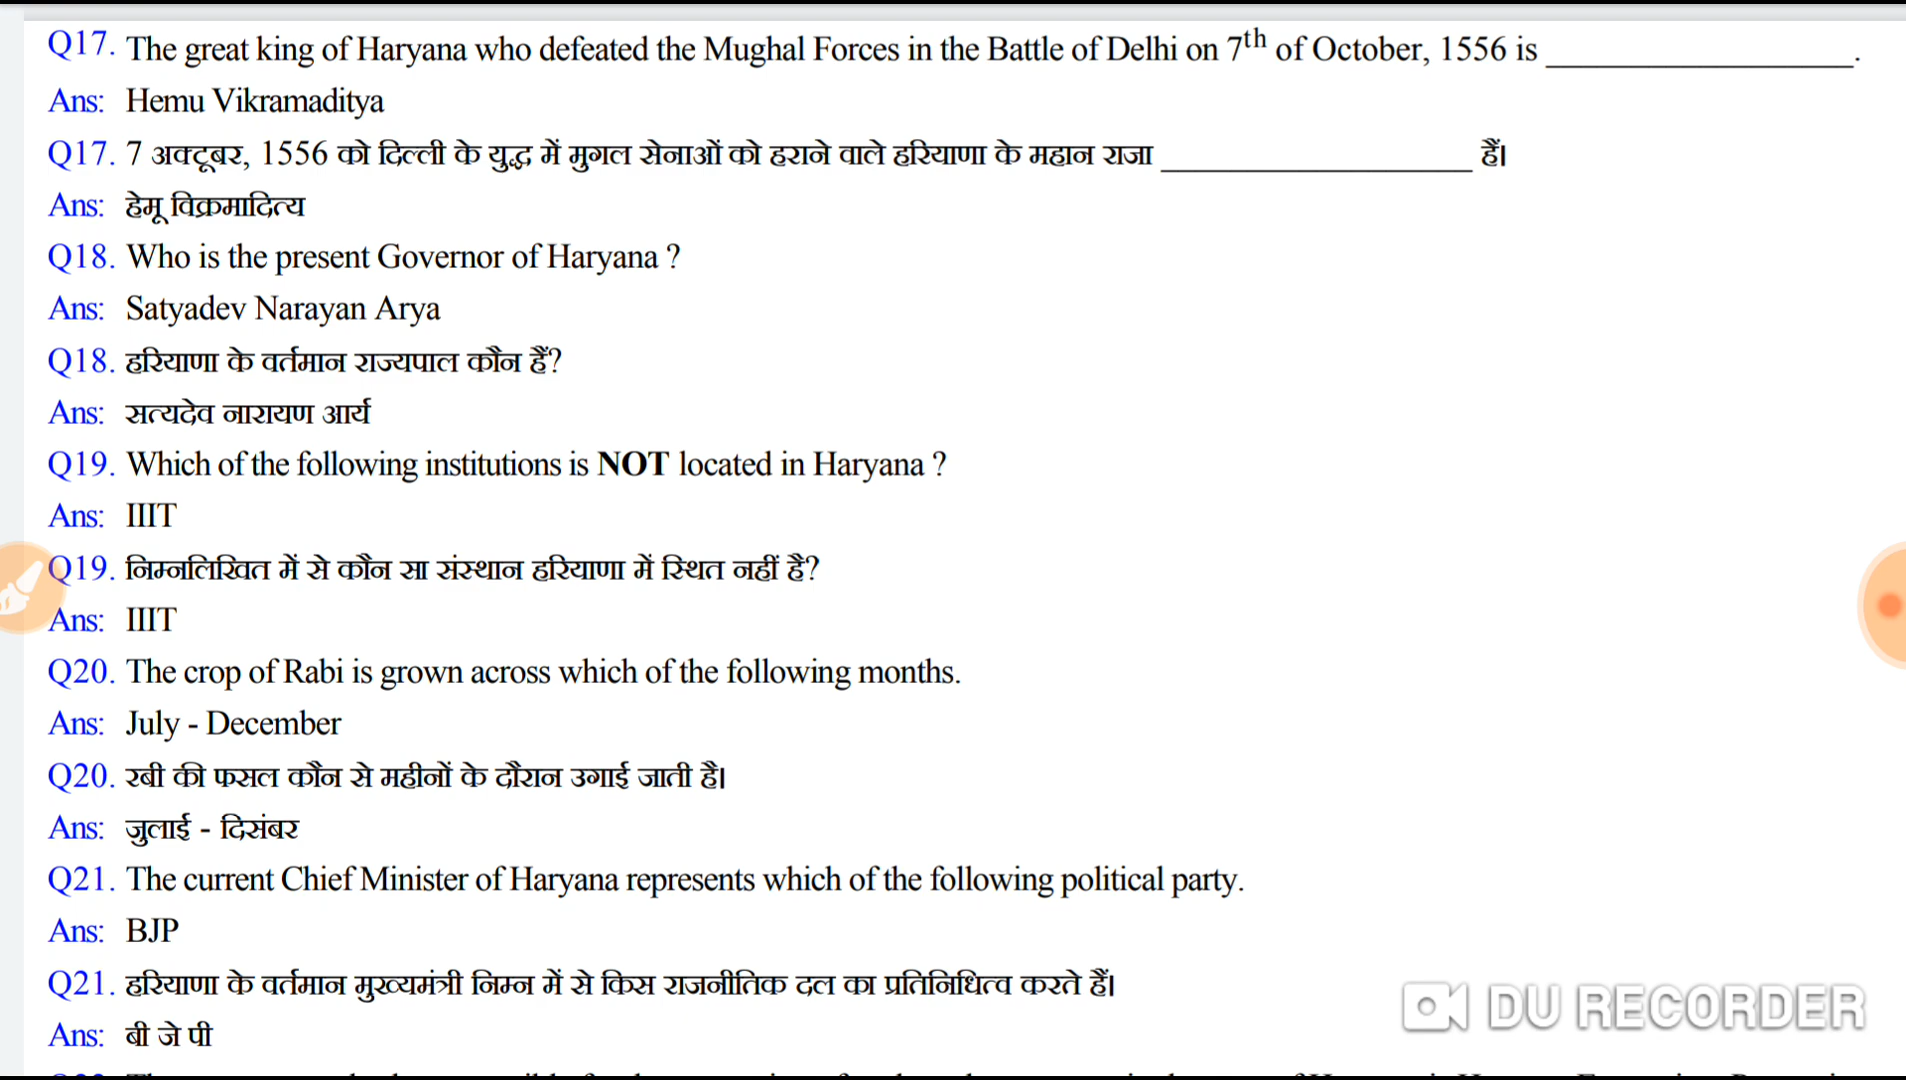 Q17. The great king of Haryana who defeated the Mughal Forces in the Battle of Delhi on 7th of October, 1556 is ____________________.
Ans: Hemu Vikramaditya
Q17. 7 अक्टूबर, 1556 को दिल्ली के युद्ध में मुगल सेनाओं को हराने वाले हरियाणा के महान राजा ____________________ हैं।
Ans: हेमू विक्रमादित्य
Q18. Who is the present Governor of Haryana ?
Ans: Satyadev Narayan Arya
Q18. हरियाणा के वर्तमान राज्यपाल कौन हैं?
Ans: सत्यदेव नारायण आर्य
Q19. Which of the following institutions is NOT located in Haryana ?
Ans: IIIT
Q19. निम्नलिखित में से कौन सा संस्थान हरियाणा में स्थित नहीं है?
Ans: IIIT
Q20. The crop of Rabi is grown across which of the following months.
Ans: July - December
Q20. रबी की फसल कौन से महीनों के दौरान उगाई जाती है।
Ans: जुलाई - दिसंबर
Q21. The current Chief Minister of Haryana represents which of the following political party.
Ans: BJP
Q21. हरियाणा के वर्तमान मुख्यमंत्री निम्न में से किस राजनीतिक दल का प्रतिनिधित्व करते हैं।
DU RECORDER
Ans: बी जे पी